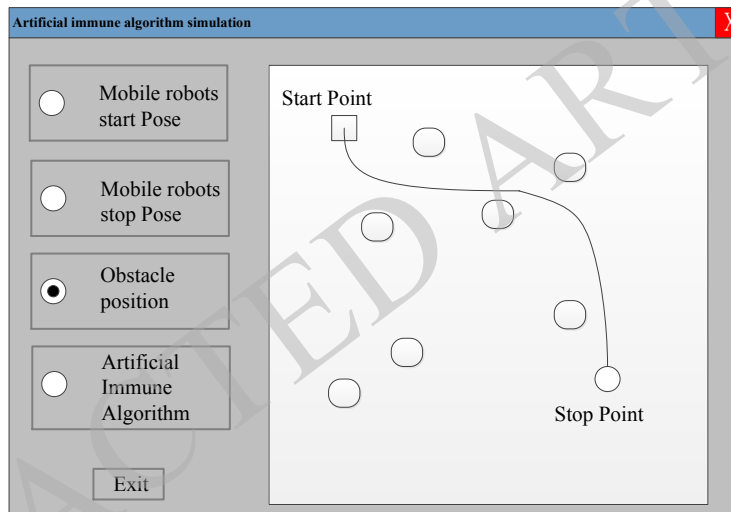 Artificial immune algorithm simulation
X
Mobile robots
start Pose
Mobile robots
stop Pose
Obstacle
position
Artificial
Immune
Algorithm
Exit
Start Point
Stop Point
ACTED ART